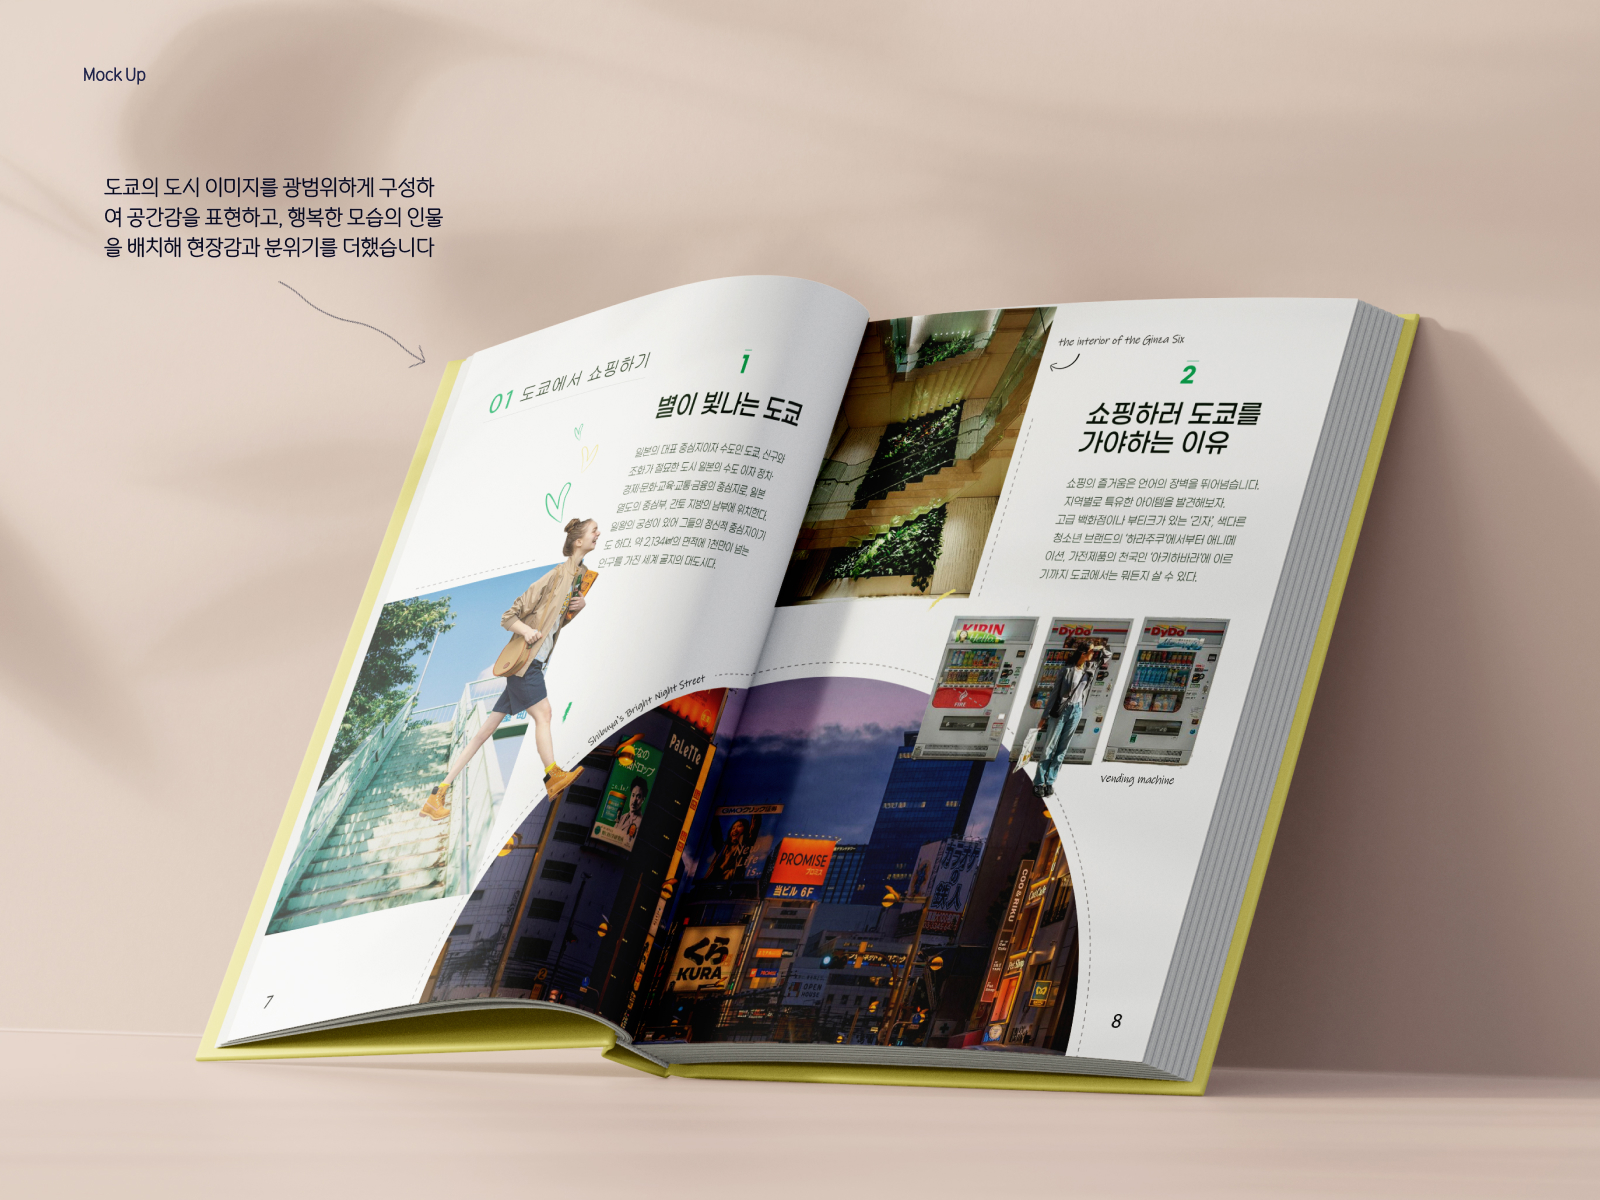 Mock Up
도쿄의 도시 이미지를 광범위하게 구성하
여 공간감을 표현하고, 행복한 모습의 인물
을 배치해 현장감과 분위기를 더했습니다
01 도쿄에서 쇼핑하기
1
별이 빛나는 도쿄
일본의 대표 중심지이자 수도인 도쿄, 신구와
조화가 절묘한 도시 일본의 수도 이자 정치·
경제·문화·교육·교통·금융의 중심지로, 일본
열도의 중심부, 간토 지방의 남부에 위치한다.
일왕의 궁성이 있어 그들의 정신적 중심지이기
도 하다. 약 2,134㎢의 면적에 1천만이 넘는
인구를 가진 세계 굴지의 대도시다.
Shibuya's Bright Night Street
7
the interior of the Ginza Six
2
쇼핑하러 도쿄를
가야하는 이유
쇼핑의 즐거움은 언어의 장벽을 뛰어넘습니다.
지역별로 특유한 아이템을 발견해보자.
고급 백화점이나 부티크가 있는 '긴자', 색다른
청소년 브랜드의 '하라주쿠'에서부터 애니메
이션, 가전제품의 천국인 '아키하바라'에 이르
기까지 도쿄에서는 뭐든지 살 수 있다.
KIRIN
DyDo
DyDo
Vending machine
PaLeTTe
PROMISE
プロミス
当ビル 6F
くら
KURA
OPEN
HOUSE
COO&RIKU
8